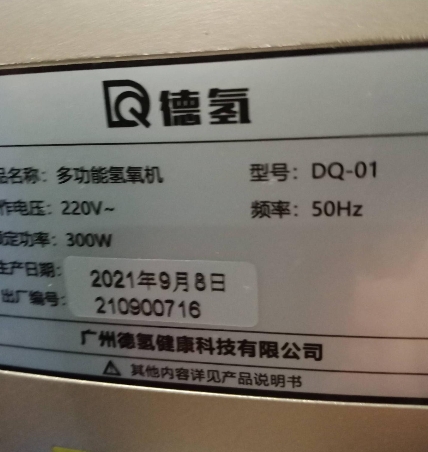 德氢
品名称：多功能氢氧机 型号：DQ-01
作电压：220V~ 频率：50Hz
额定功率：300W
生产日期：2021年9月8日
出厂编号：210900716
广州德氢健康科技有限公司
其他内容详见产品说明书